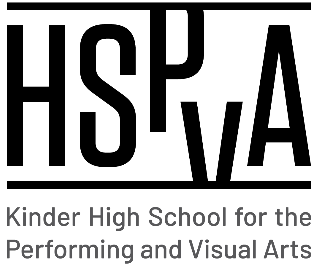 HSPVA
Kinder High School for the
Performing and Visual Arts